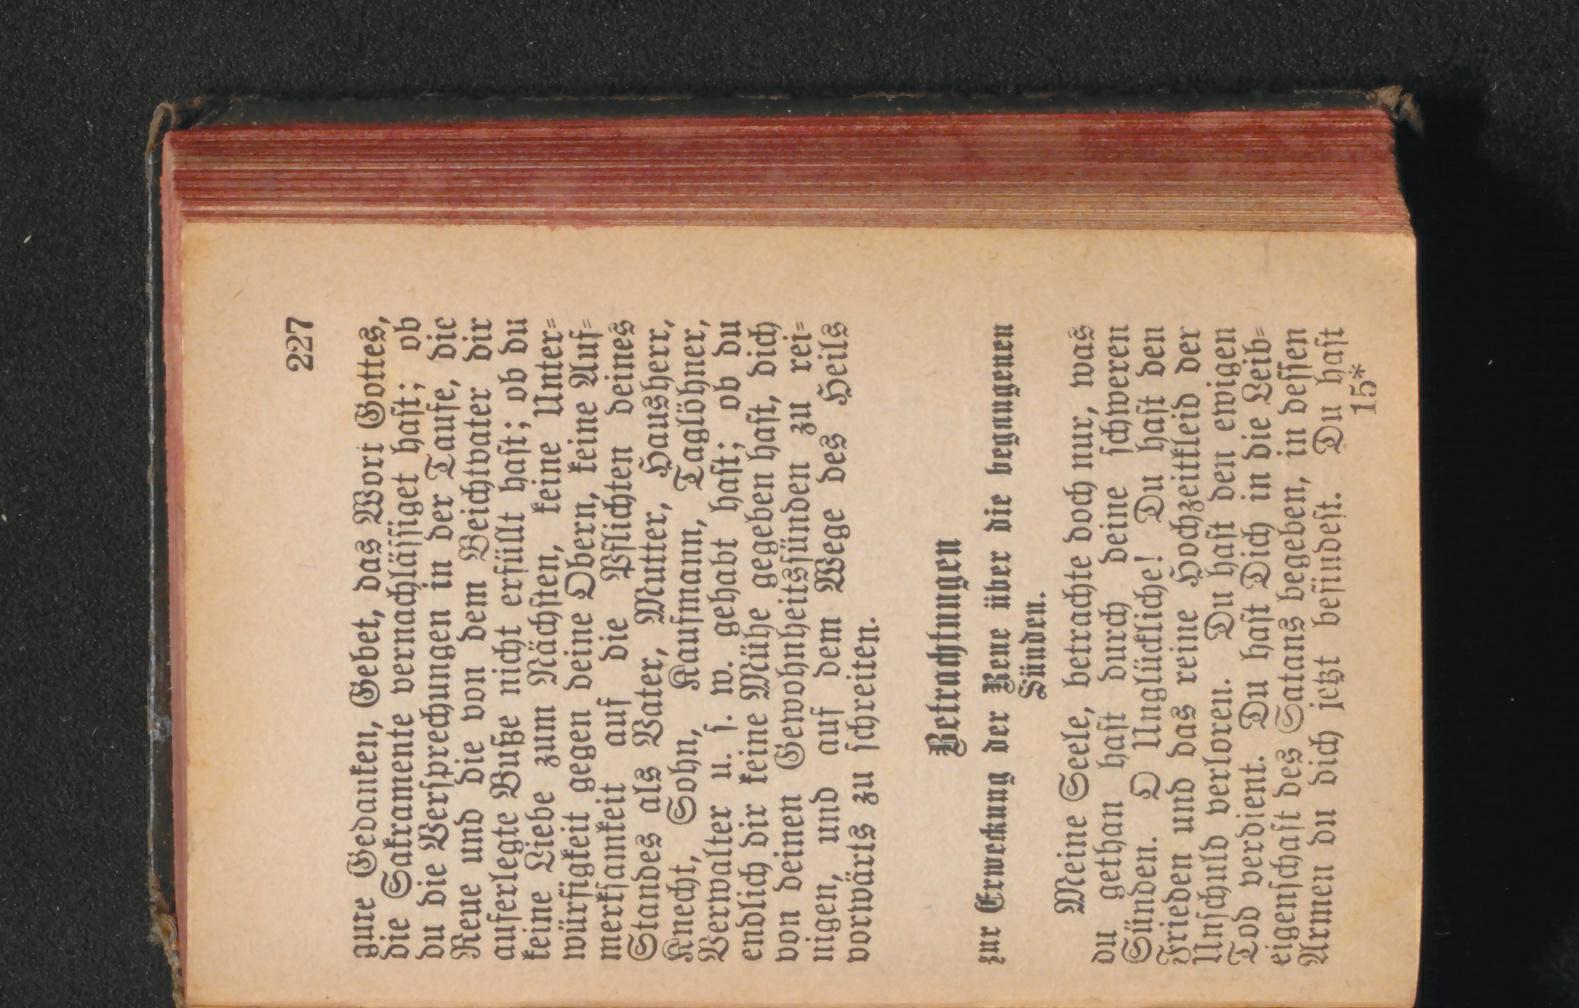 227
gute Gedanken, Gebet, das Wort Gottes,
die Sakramente vernachlässiget hast; ob
du die Versprechungen in der Taufe, die
Reue und die von dem Beichtvater dir
auferlegte Buße nicht erfüllt hast; ob du
keine Liebe zum Nächsten, keine Unter-
würfigkeit gegen deine Obern, keine Auf-
merksamkeit auf die Pflichten deines
Standes als Vater, Mutter, Hausherr,
Knecht, Sohn, Kaufmann, Taglöhner,
Verwalter u. s. w. gehabt hast; ob du
endlich dir keine Mühe gegeben hast, dich
von deinen Gewohnheitssünden zu rei-
nigen, und auf dem Wege des Heils
vorwärts zu schreiten.
Betrachtungen
zur Erweckung der Reue über die begangenen
Sünden.
Meine Seele, betrachte doch nur, was
du gethan hast durch deine schweren
Sünden. O Unglückliche! Du hast den
Frieden und das reine Hochzeitkleid der
Unschuld verloren. Du hast den ewigen
Tod verdient. Du hast Dich in die Leib-
eigenschaft des Satans begeben, in dessen
Armen du dich jetzt befindest. Du hast
15*